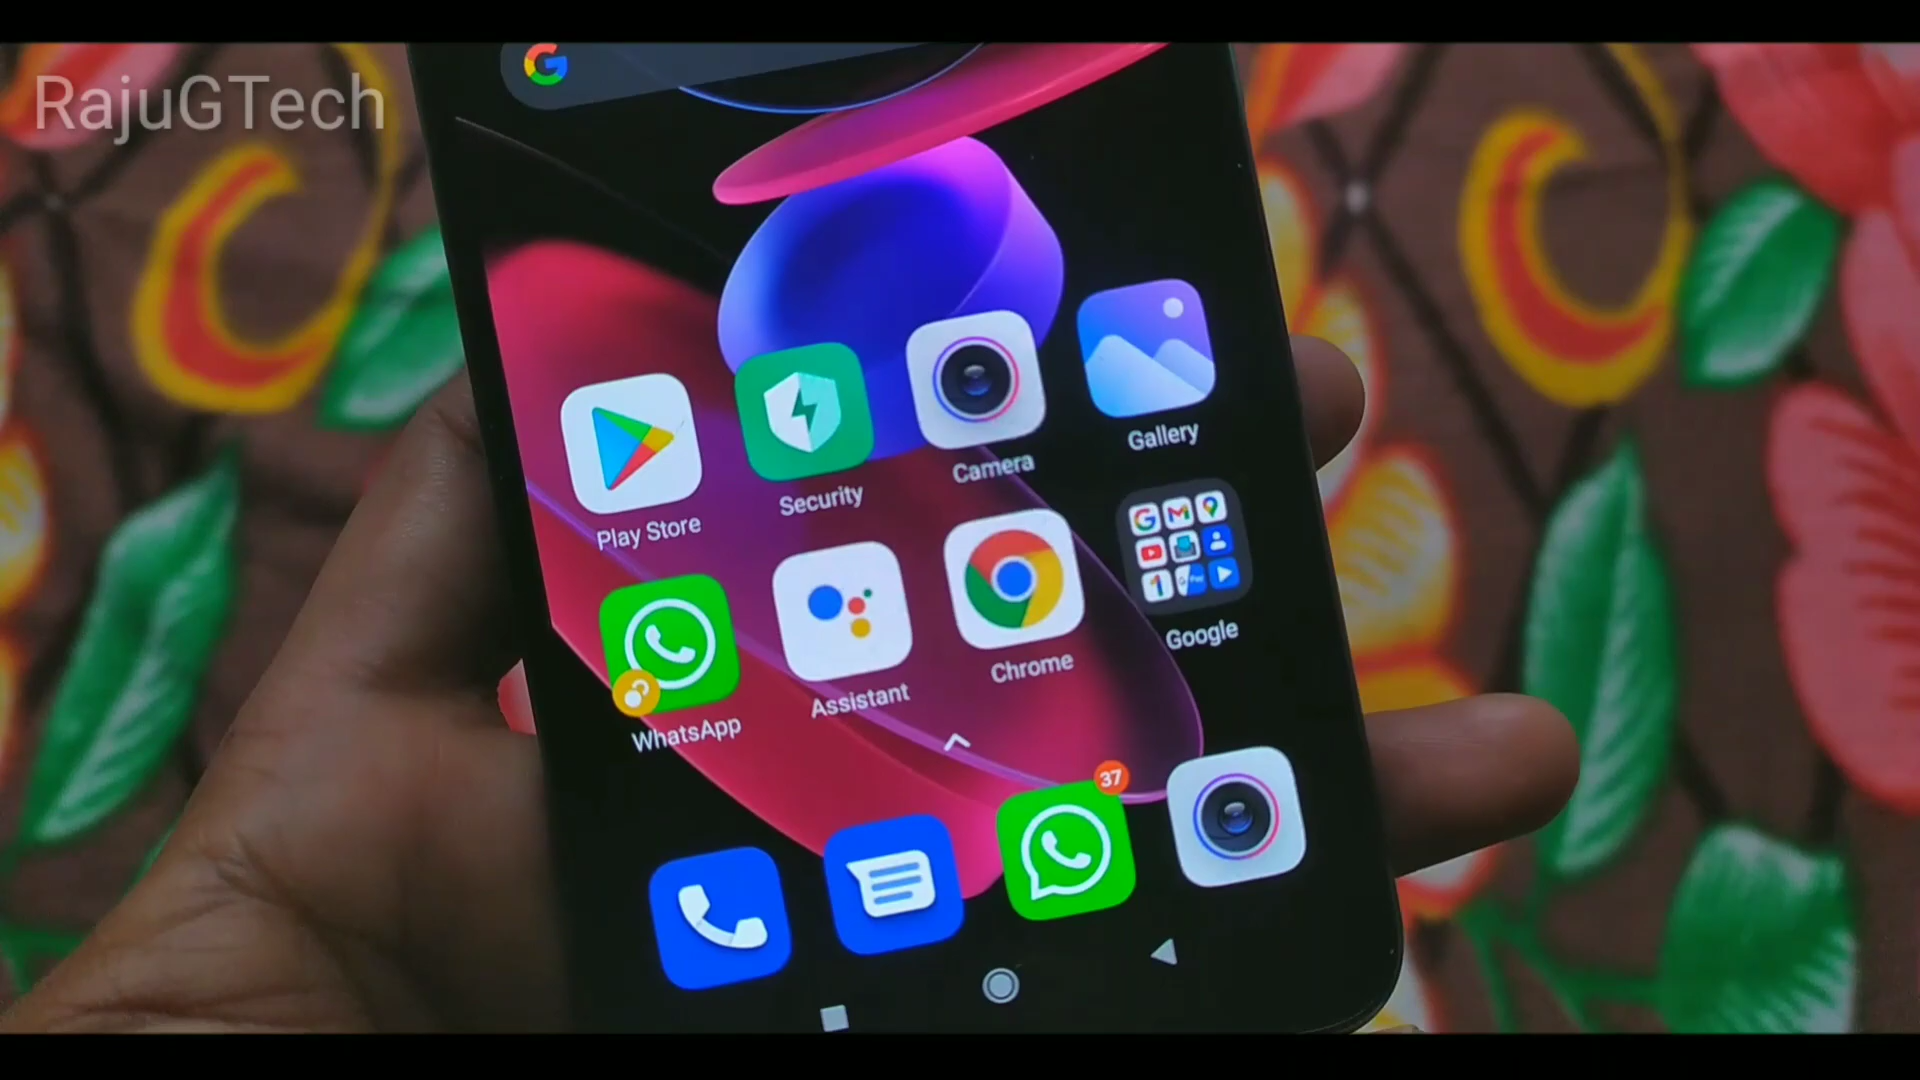 RajuGTech
Play Store
Security
Camera
Gallery
WhatsApp
Assistant
Chrome
Google
37